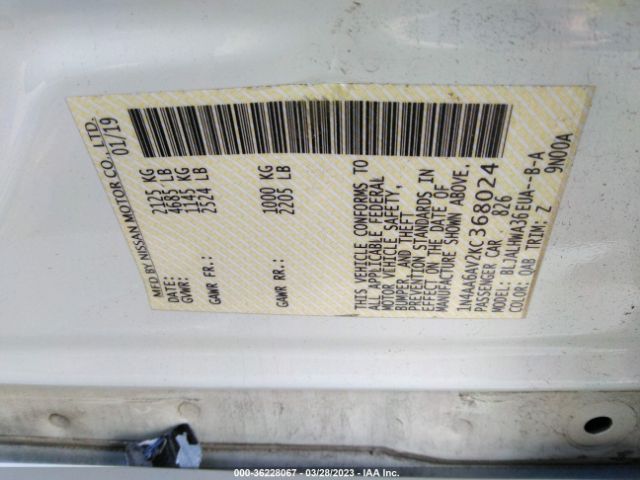 MFD BY NISSAN MOTOR CO., LTD.
DATE: 01/19
GVWR: 2125 KG
4685 LB
GAWR FR.: 1145 KG
2524 LB
GAWR RR.: 1000 KG
2205 LB
THIS VEHICLE CONFORMS TO
ALL APPLICABLE FEDERAL
MOTOR VEHICLE SAFETY,
BUMPER, AND THEFT
PREVENTION STANDARDS IN
EFFECT ON THE DATE OF
MANUFACTURE SHOWN ABOVE.
1N4AA6AV2KC368024
PASSENGER CAR 826
MODEL: BLJALHWA36EUA--B-A
COLOR: QAB TRIM: Z 9N00A
000-36228067 / 03/28/2023 - IAA Inc.